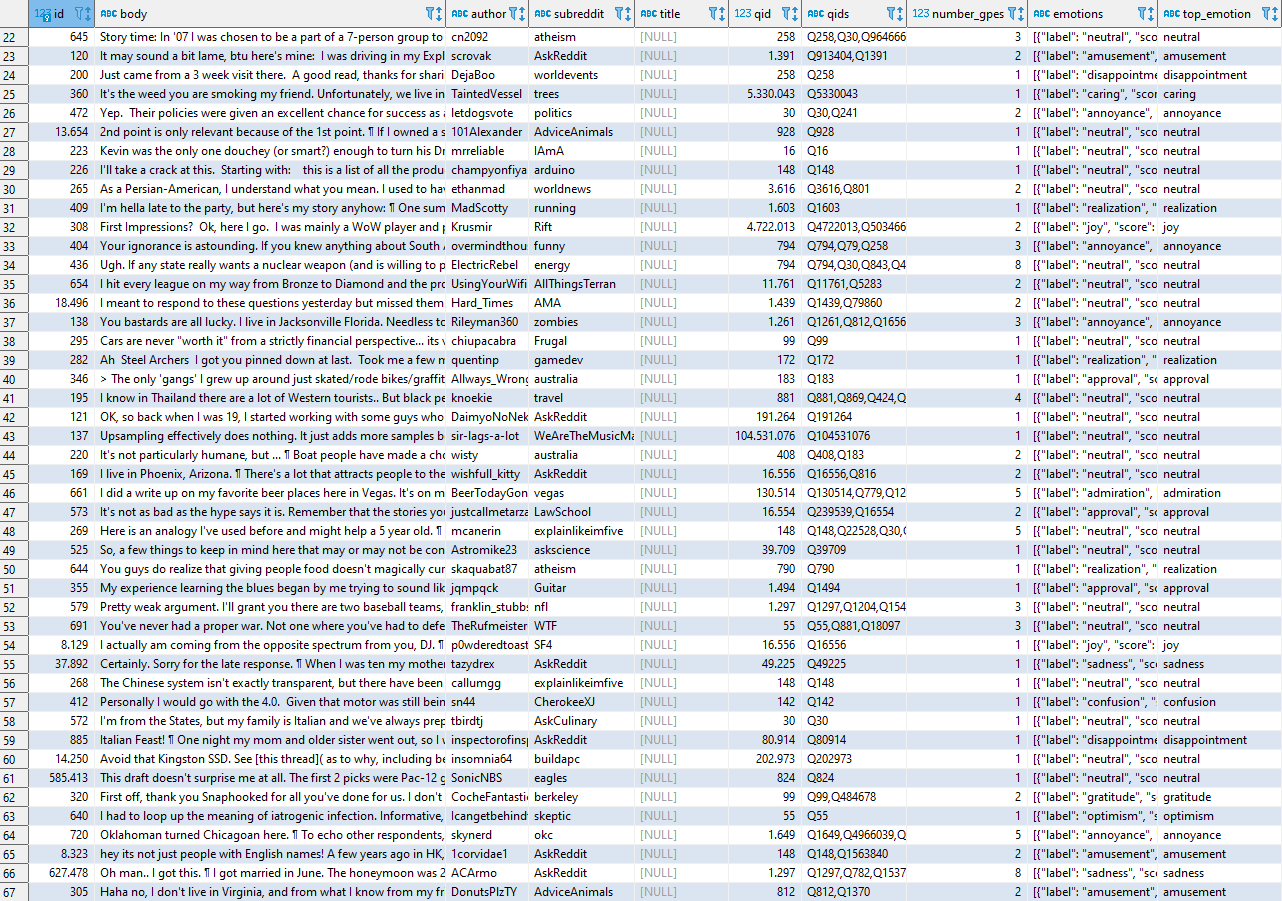 id body author subreddit title qid qids number_gpes emotions top_emotion
22 645 Story time: In '07 I was chosen to be a part of a 7-person group to cn2092 atheism [NULL] 258 Q258,Q30,Q964666 3 [{"label": "neutral", "sco neutral
23 120 It may sound a bit lame, btu here's mine: I was driving in my Expl scrovak AskReddit [NULL] 1.391 Q913404,Q1391 2 [{"label": "amusement", amusement
24 200 Just came from a 3 week visit there. A good read, thanks for shari DejaBoo worldevents [NULL] 258 Q258 1 [{"label": "disappointme disappointment
25 360 It's the weed you are smoking my friend. Unfortunately, we live in TaintedVessel trees [NULL] 5.330.043 Q5330043 1 [{"label": "caring", "scor caring
26 472 Yep. Their policies were given an excellent chance for success as letdogsvote politics [NULL] 30 Q30,Q241 2 [{"label": "annoyance", annoyance
27 13.654 2nd point is only relevant because of the 1st point. ¶ If I owned a s 101Alexander AdviceAnimals [NULL] 928 Q928 1 [{"label": "neutral", "sco neutral
28 223 Kevin was the only one douchey (or smart?) enough to turn his Dr mrreliable IAmA [NULL] 16 Q16 1 [{"label": "neutral", "sco neutral
29 226 I'll take a crack at this. Starting with: this is a list of all the produ champyonfiya arduino [NULL] 148 Q148 1 [{"label": "neutral", "sco neutral
30 265 As a Persian-American, I understand what you mean. I used to hav ethanmad worldnews [NULL] 3.616 Q3616,Q801 2 [{"label": "neutral", "sco neutral
31 409 I'm hella late to the party, but here's my story anyhow: ¶ One sum MadScotty running [NULL] 1.603 Q1603 1 [{"label": "realization", " realization
32 308 First Impressions? Ok, here I go. I was mainly a WoW player and p Krusmir Rift [NULL] 4.722.013 Q4722013,Q503466 2 [{"label": "joy", "score": joy
33 404 Your ignorance is astounding. If you knew anything about South overmindthous funny [NULL] 794 Q794,Q79,Q258 3 [{"label": "annoyance", annoyance
34 436 Ugh. If any state really wants a nuclear weapon (and is willing to p ElectricRebel energy [NULL] 794 Q794,Q30,Q843,Q4 8 [{"label": "neutral", "sco neutral
35 654 I hit every league on my way from Bronze to Diamond and the pro UsingYourWifi AllThingsTerran [NULL] 11.761 Q11761,Q5283 2 [{"label": "neutral", "sco neutral
36 18.496 I meant to respond to these questions yesterday but missed them Hard_Times AMA [NULL] 1.439 Q1439,Q79860 2 [{"label": "neutral", "sco neutral
37 138 You bastards are all lucky. I live in Jacksonville Florida. Needless to Rileyman360 zombies [NULL] 1.261 Q1261,Q812,Q1656 3 [{"label": "annoyance", annoyance
38 295 Cars are never "worth it" from a strictly financial perspective... its v chiupacabra Frugal [NULL] 99 Q99 1 [{"label": "neutral", "sco neutral
39 282 Ah Steel Archers I got you pinned down at last. Took me a few m quentinp gamedev [NULL] 172 Q172 1 [{"label": "realization", " realization
40 346 > The only 'gangs' I grew up around just skated/rode bikes/graffit Allways_Wrong australia [NULL] 183 Q183 1 [{"label": "approval", "sc approval
41 195 I know in Thailand there are a lot of Western tourists.. But black pe knoekie travel [NULL] 881 Q881,Q869,Q424,Q 4 [{"label": "neutral", "sco neutral
42 121 OK, so back when I was 19, I started working with some guys who DaimyoNoNek AskReddit [NULL] 191.264 Q191264 1 [{"label": "neutral", "sco neutral
43 137 Upsampling effectively does nothing. It just adds more samples b sir-lags-a-lot WeAreTheMusicMa [NULL] 104.531.076 Q104531076 1 [{"label": "neutral", "sco neutral
44 220 It's not particularly humane, but ... ¶ Boat people have made a cho wisty australia [NULL] 408 Q408,Q183 2 [{"label": "neutral", "sco neutral
45 169 I live in Phoenix, Arizona. ¶ There's a lot that attracts people to the wishfull_kitty AskReddit [NULL] 16.556 Q16556,Q816 2 [{"label": "neutral", "sco neutral
46 661 I did a write up on my favorite beer places here in Vegas. It's on m BeerTodayGon vegas [NULL] 130.514 Q130514,Q779,Q12 5 [{"label": "admiration", admiration
47 573 It's not as bad as the hype says it is. Remember that the stories you justcallmetarza LawSchool [NULL] 16.554 Q239539,Q16554 2 [{"label": "approval", "sc approval
48 269 Here is an analogy I've used before and might help a 5 year old. ¶ mcanerin explainlikeimfive [NULL] 148 Q148,Q22528,Q30, 5 [{"label": "neutral", "sco neutral
49 525 So, a few things to keep in mind here that may or may not be con Astromike23 askscience [NULL] 39.709 Q39709 1 [{"label": "neutral", "sco neutral
50 644 You guys do realize that giving people food doesn't magically cur skaquabat87 atheism [NULL] 790 Q790 1 [{"label": "realization", " realization
51 355 My experience learning the blues began by me trying to sound lik jqmpqck Guitar [NULL] 1.494 Q1494 1 [{"label": "approval", "sc approval
52 579 Pretty weak argument. I'll grant you there are two baseball teams, franklin_stubbs nfl [NULL] 1.297 Q1297,Q1204,Q154 3 [{"label": "neutral", "sco neutral
53 691 You've never had a proper war. Not one where you've had to defe TheRufmeister WTF [NULL] 55 Q55,Q881,Q18097 3 [{"label": "neutral", "sco neutral
54 8.129 I actually am coming from the opposite spectrum from you, DJ. ¶ p0wderedtoast SF4 [NULL] 16.556 Q16556 1 [{"label": "joy", "score": joy
55 37.892 Certainly. Sorry for the late response. ¶ When I was ten my mother tazydrex AskReddit [NULL] 49.225 Q49225 1 [{"label": "sadness", "sco sadness
56 268 The Chinese system isn't exactly transparent, but there have been callumgg explainlikeimfive [NULL] 148 Q148 1 [{"label": "neutral", "sco neutral
57 412 Personally I would go with the 4.0. Given that motor was still bein sn44 CherokeeXJ [NULL] 142 Q142 1 [{"label": "confusion", "s confusion
58 572 I'm from the States, but my family is Italian and we've always prep tbirdtj AskCulinary [NULL] 30 Q30 1 [{"label": "neutral", "sco neutral
59 885 Italian Feast! ¶ One night my mom and older sister went out, so I w inspectorofinsp AskReddit [NULL] 80.914 Q80914 1 [{"label": "disappointme disappointment
60 14.250 Avoid that Kingston SSD. See [this thread]( as to why, including be insomnia64 buildapc [NULL] 202.973 Q202973 1 [{"label": "neutral", "sco neutral
61 585.413 This draft doesn't surprise me at all. The first 2 picks were Pac-12 g SonicNBS eagles [NULL] 824 Q824 1 [{"label": "neutral", "sco neutral
62 320 First off, thank you Snaphooked for all you've done for us. I don't CocheFantastic berkeley [NULL] 99 Q99,Q484678 2 [{"label": "gratitude", "s gratitude
63 640 I had to loop up the meaning of iatrogenic infection. Informative, Icangetbehind skeptic [NULL] 55 Q55 1 [{"label": "optimism", "s optimism
64 720 Oklahoman turned Chicagoan here. ¶ To echo other respondents, skynerd okc [NULL] 1.649 Q1649,Q4966039,Q 5 [{"label": "annoyance", annoyance
65 8.323 hey its not just people with English names! A few years ago in HK, 1corvidae1 AskReddit [NULL] 148 Q148,Q1563840 2 [{"label": "amusement", amusement
66 627.478 Oh man.. I got this. ¶ I got married in June. The honeymoon was 2 ACArmo AskReddit [NULL] 1.297 Q1297,Q782,Q1537 8 [{"label": "sadness", "sco sadness
67 305 Haha no, I don't live in Virginia, and from what I know from my fr DonutsPlzTY AdviceAnimals [NULL] 812 Q812,Q1370 2 [{"label": "amusement", amusement